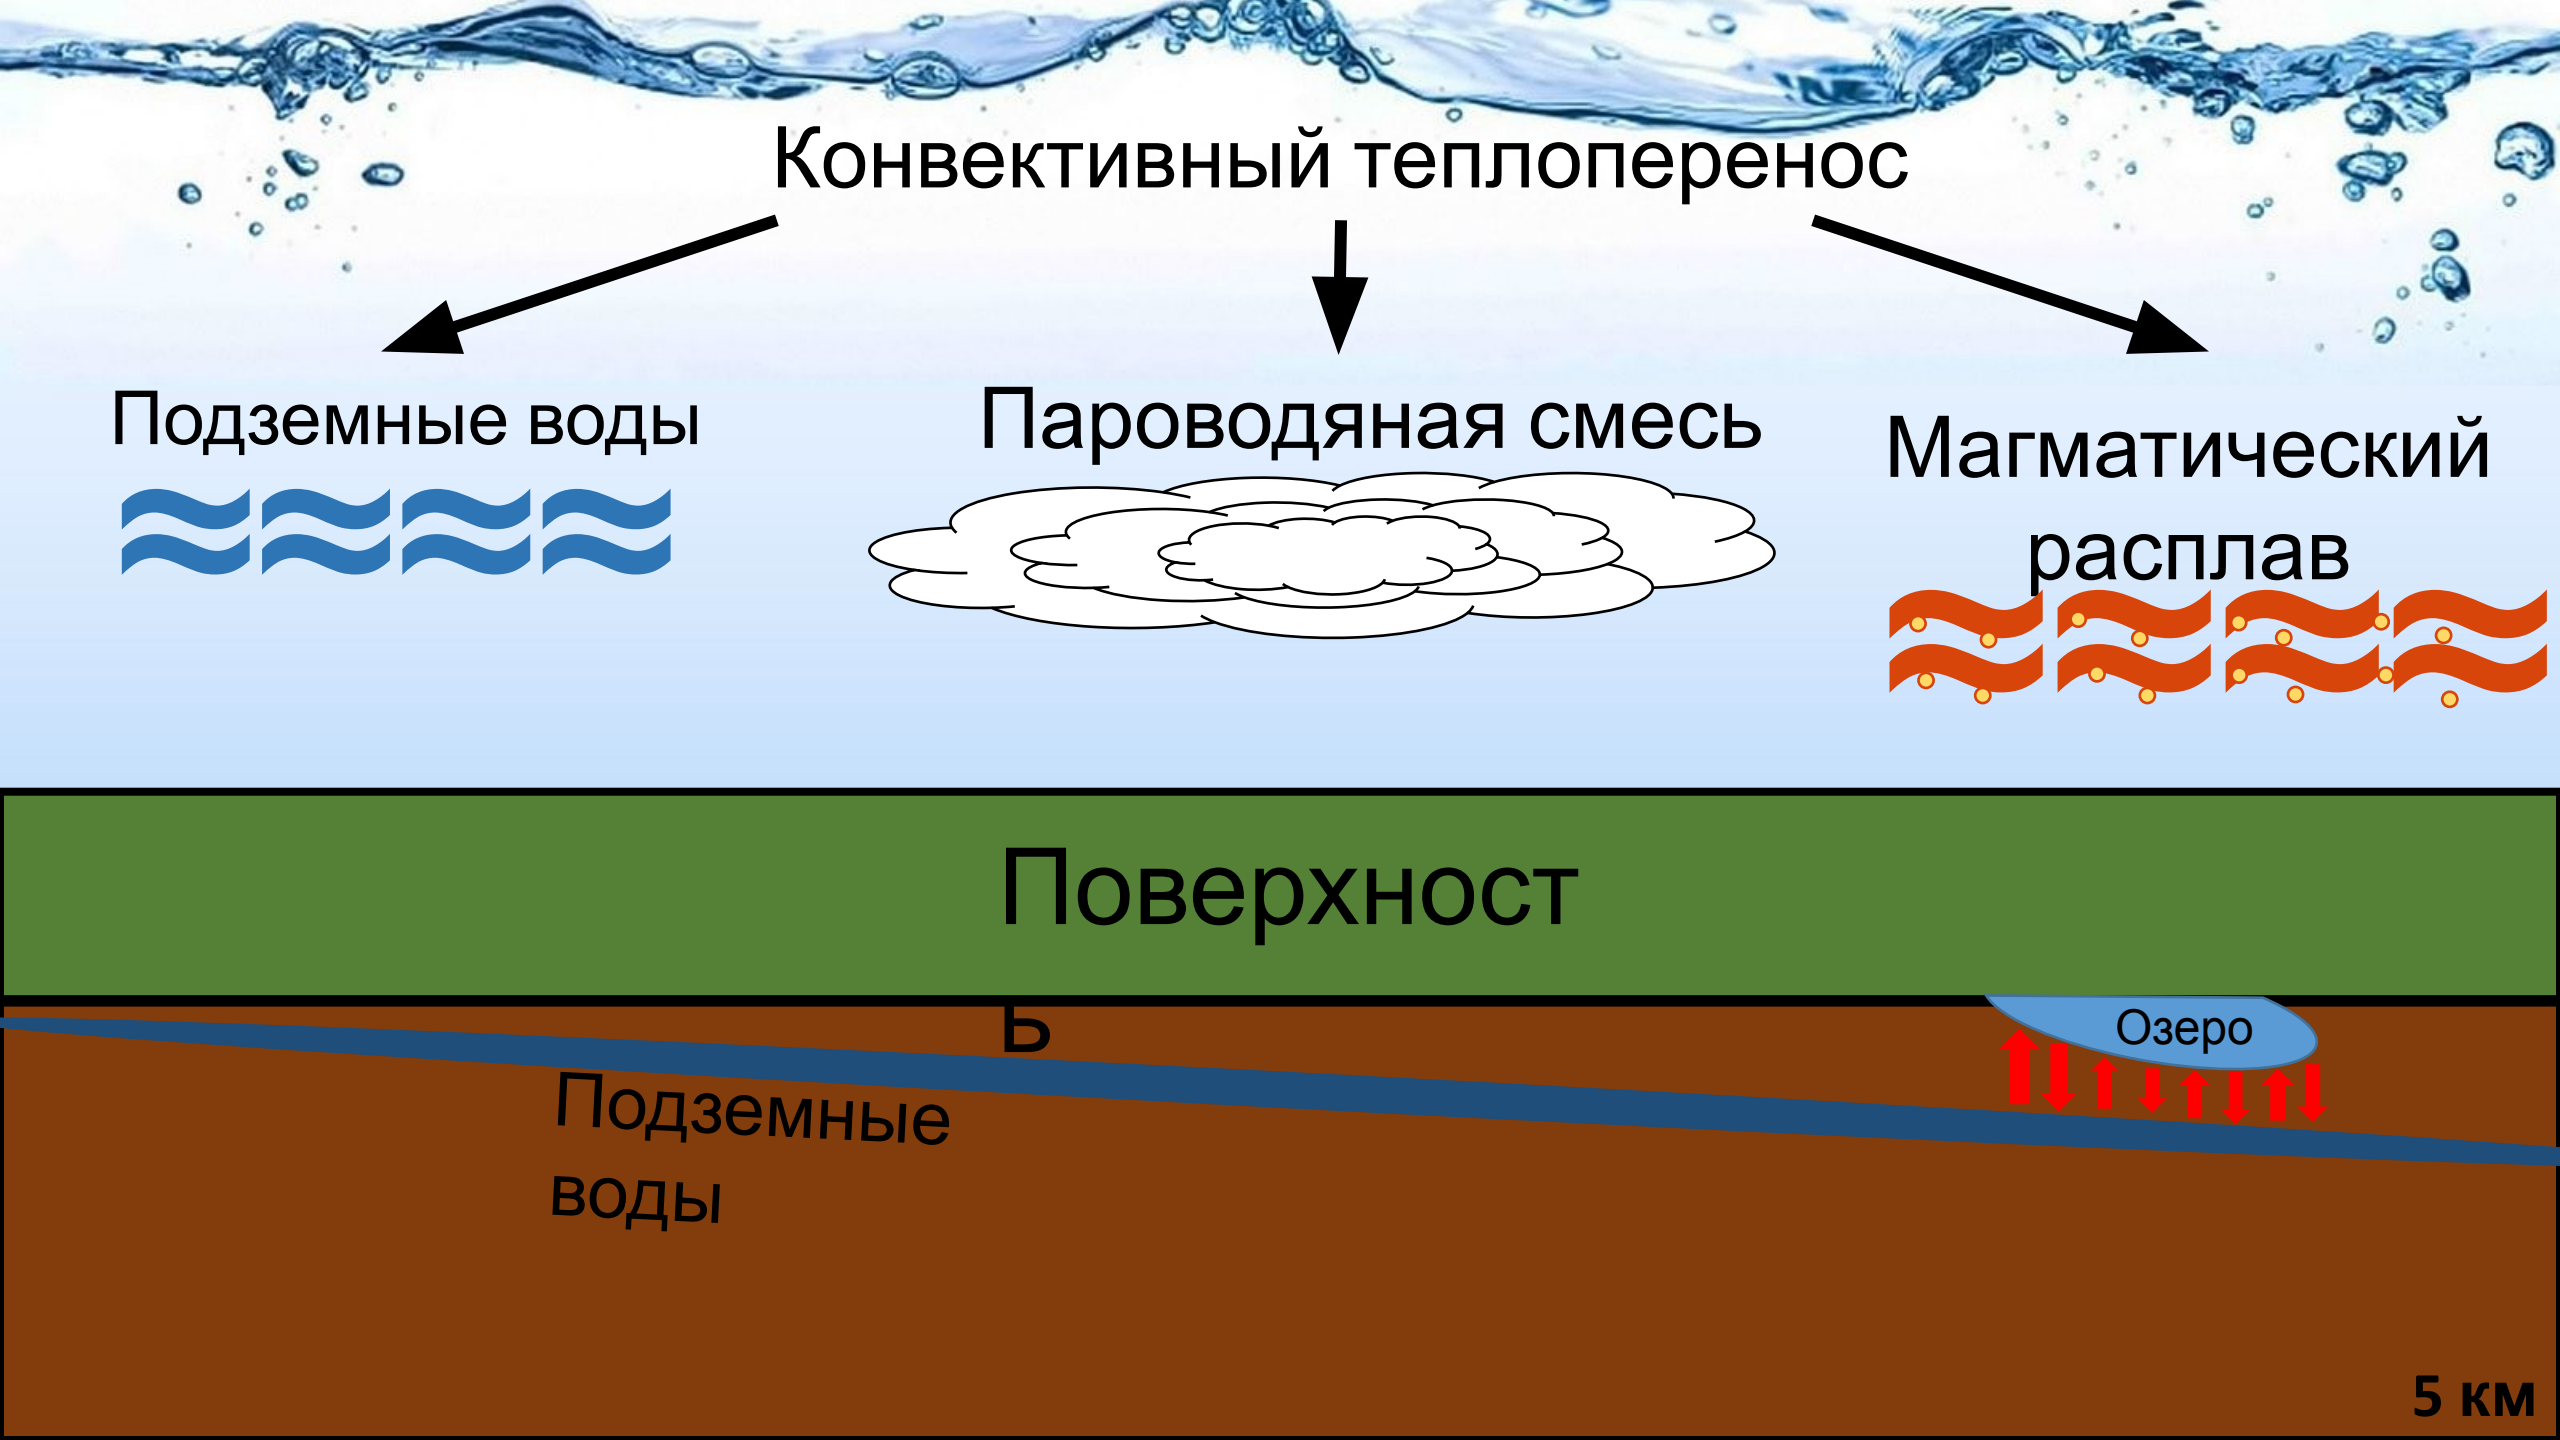 Конвективный теплоперенос
Подземные воды
Пароводяная смесь
Магматический
расплав
Поверхност
ь
Озеро
Подземные
воды
5 км